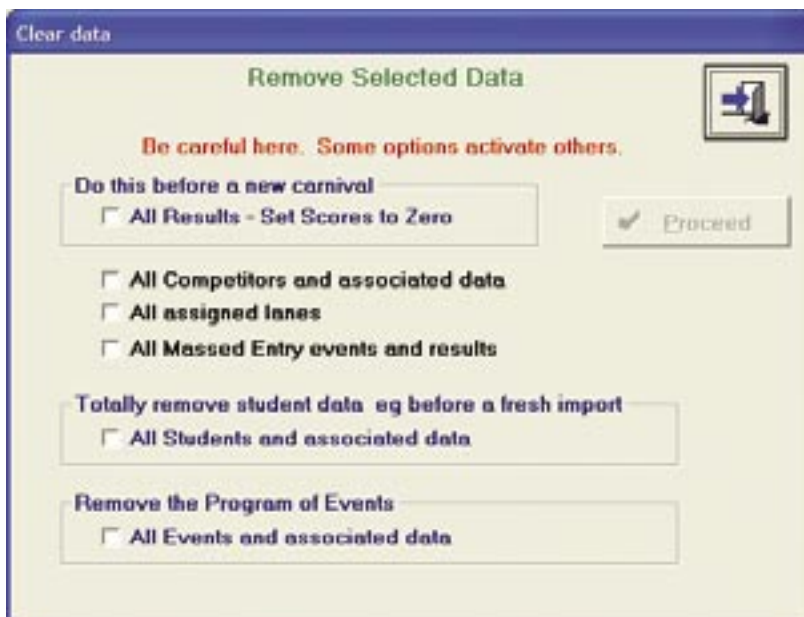 Clear data
Remove Selected Data
Be careful here. Some options activate others.
Do this before a new carnival
All Results - Set Scores to Zero
Proceed
All Competitors and associated data
All assigned lanes
All Massed Entry events and results
Totally remove student data eg before a fresh import
All Students and associated data
Remove the Program of Events
All Events and associated data